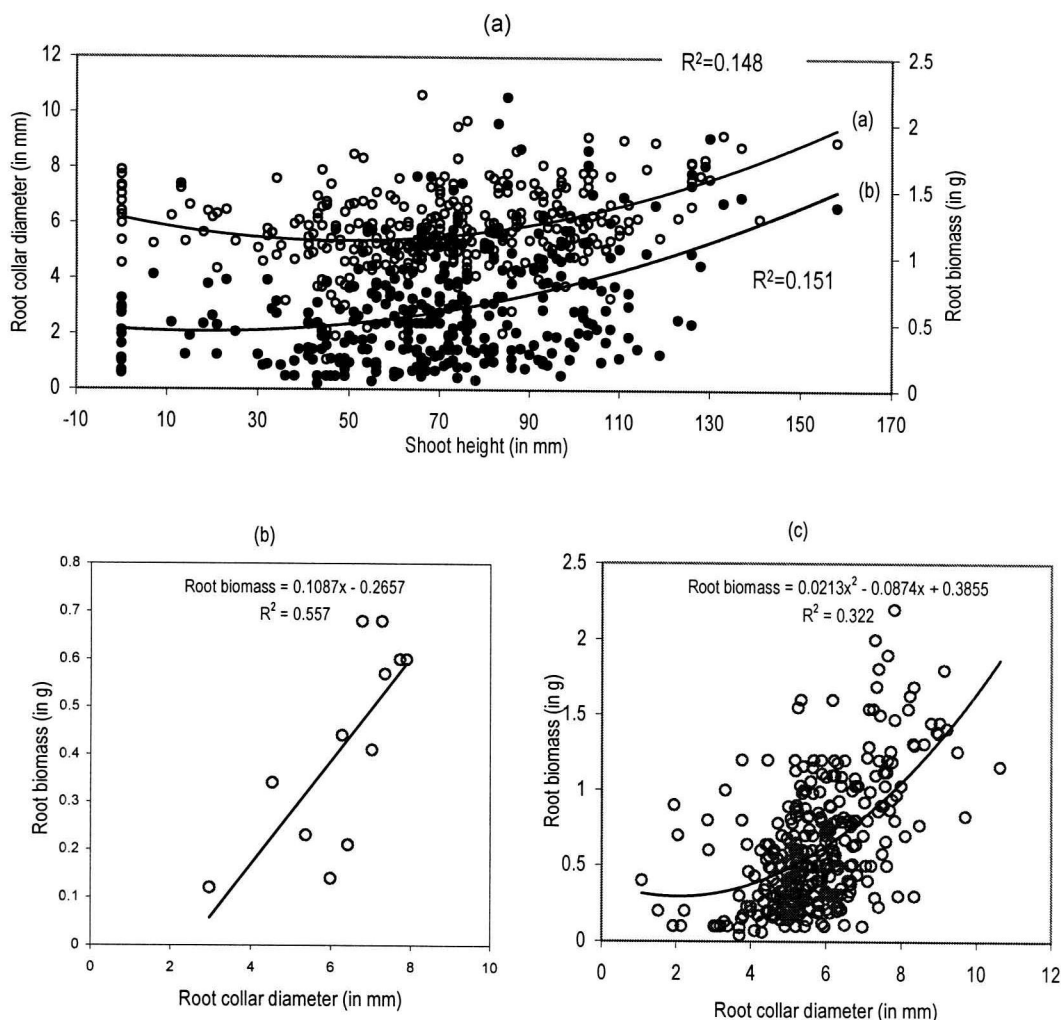 (a)
12
10
8
6
4
2
0
Root collar diameter (in mm)
R²=0.148
2.5
2
1.5
1
0.5
0
Root biomass (in g)
(a)
(b)
R²=0.151
-10 10 30 50 70 90 110 130 150 170
Shoot height (in mm)
(b)
0.8
0.7
0.6
0.5
0.4
0.3
0.2
0.1
0
Root biomass (in g)
Root biomass = 0.1087x - 0.2657
R² = 0.557
0 2 4 6 8 10
Root collar diameter (in mm)
(c)
2.5
2
1.5
1
0.5
0
Root biomass (in g)
Root biomass = 0.0213x² - 0.0874x + 0.3855
R² = 0.322
0 2 4 6 8 10 12
Root collar diameter (in mm)